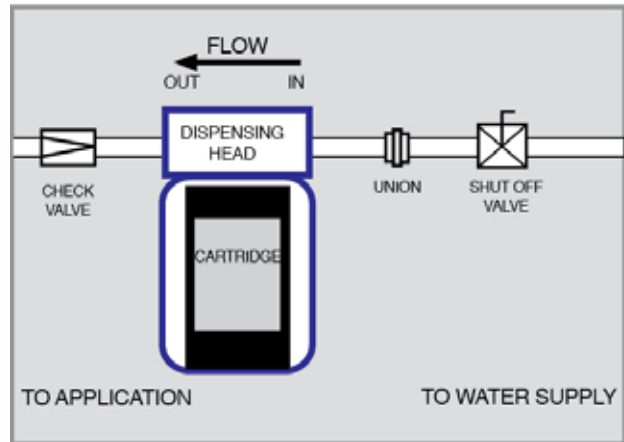 FLOW
OUT
IN
DISPENSING
HEAD
CHECK
VALVE
UNION
SHUT OFF
VALVE
CARTRIDGE
TO APPLICATION
TO WATER SUPPLY